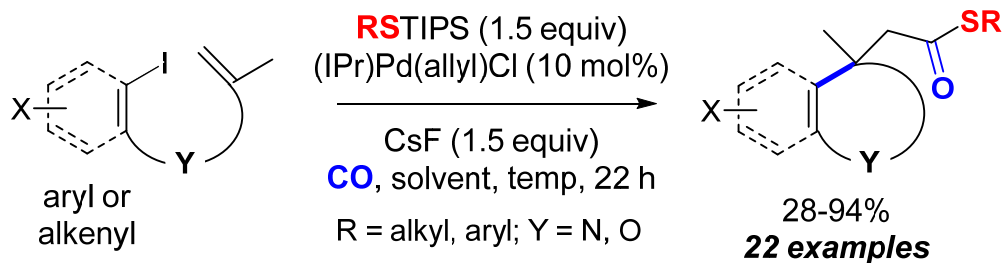 I
X
Y
aryl or
alkenyl
RSTIPS (1.5 equiv)
(IPr)Pd(allyl)Cl (10 mol%)
CsF (1.5 equiv)
CO, solvent, temp, 22 h
R = alkyl, aryl; Y = N, O
SR
O
X
Y
28-94%
22 examples